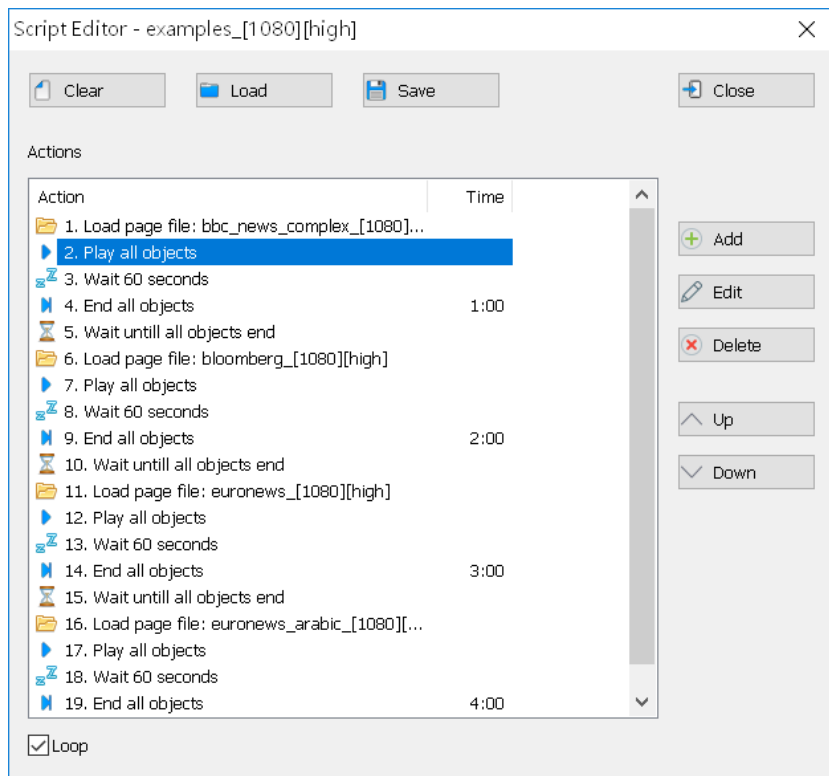 Script Editor - examples_[1080][high]
Clear Load Save Close
Actions
Action Time
1. Load page file: bbc_news_complex_[1080]...
2. Play all objects
3. Wait 60 seconds
4. End all objects 1:00
5. Wait untill all objects end
6. Load page file: bloomberg_[1080][high]
7. Play all objects
8. Wait 60 seconds
9. End all objects 2:00
10. Wait untill all objects end
11. Load page file: euronews_[1080][high]
12. Play all objects
13. Wait 60 seconds
14. End all objects 3:00
15. Wait untill all objects end
16. Load page file: euronews_arabic_[1080][...
17. Play all objects
18. Wait 60 seconds
19. End all objects 4:00
Add
Edit
Delete
Up
Down
Loop